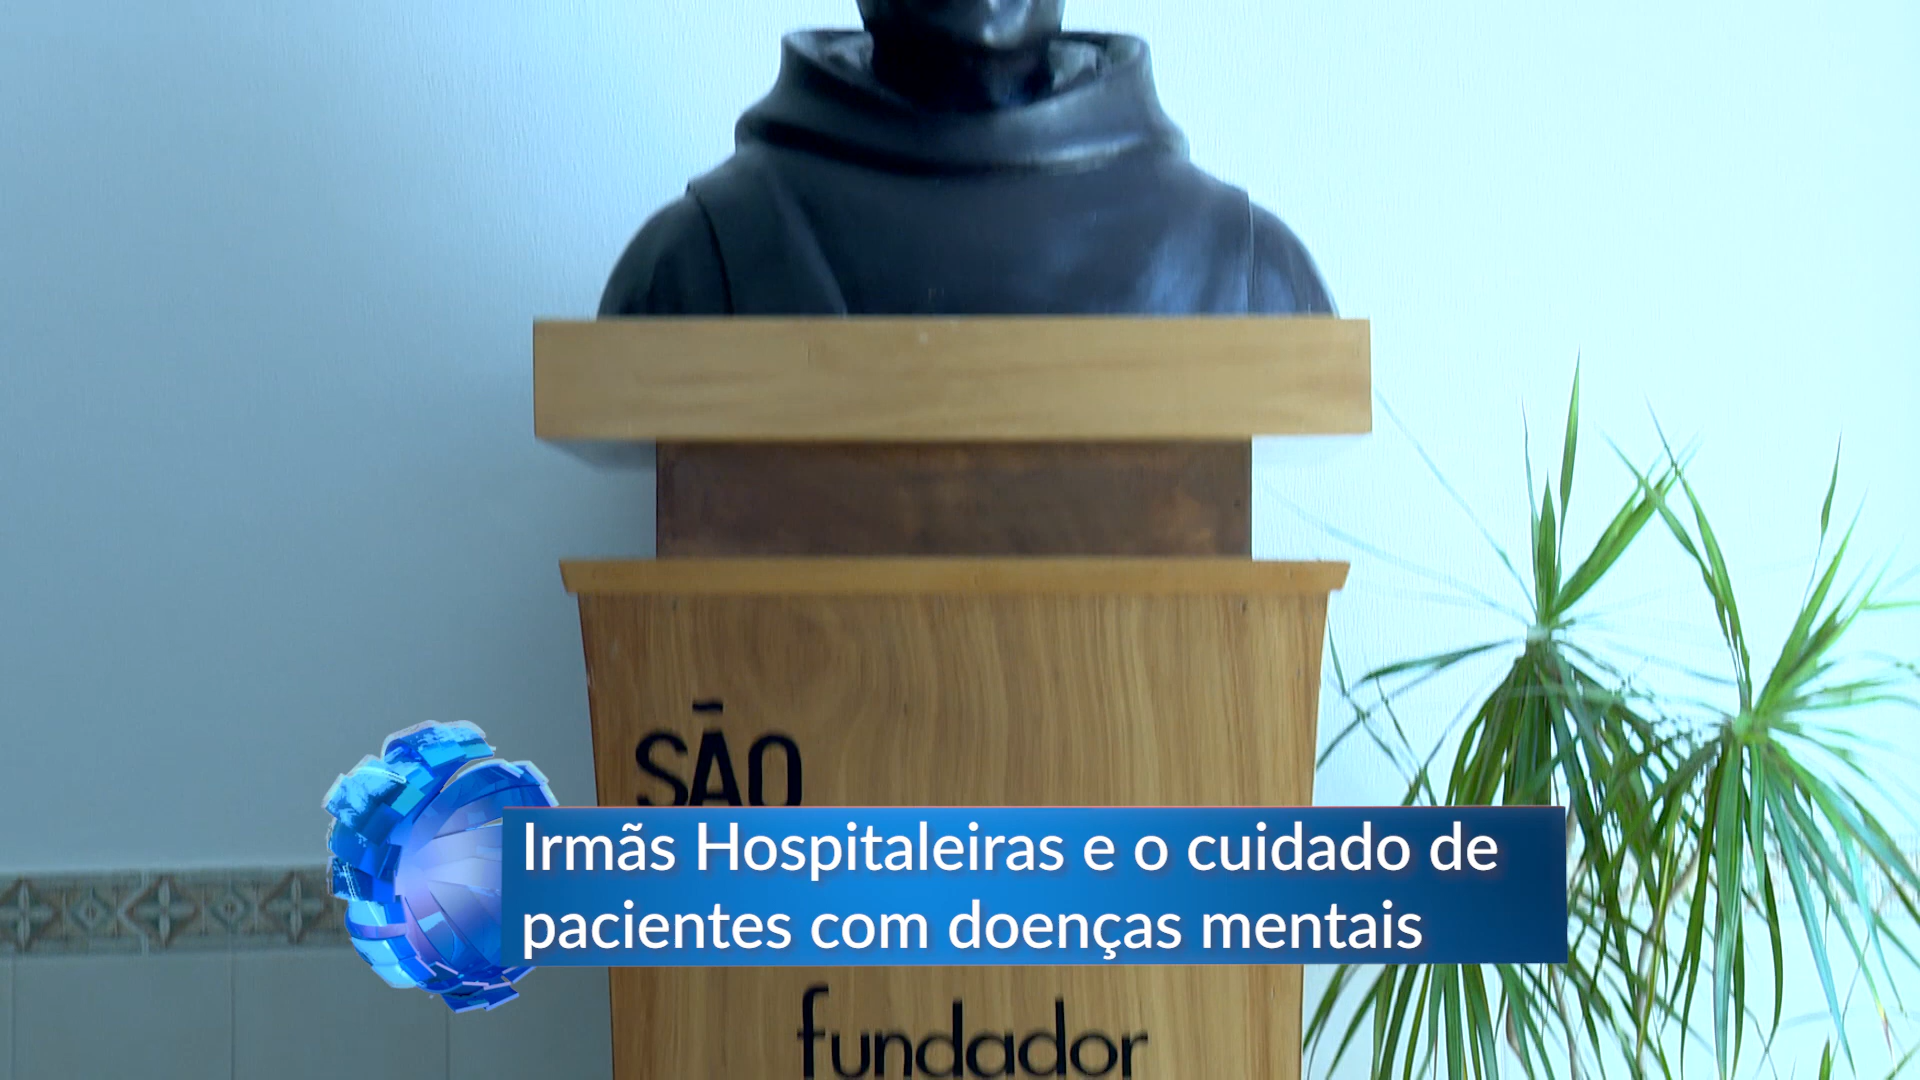 SÃO
Irmãs Hospitaleiras e o cuidado de
pacientes com doenças mentais
fundador